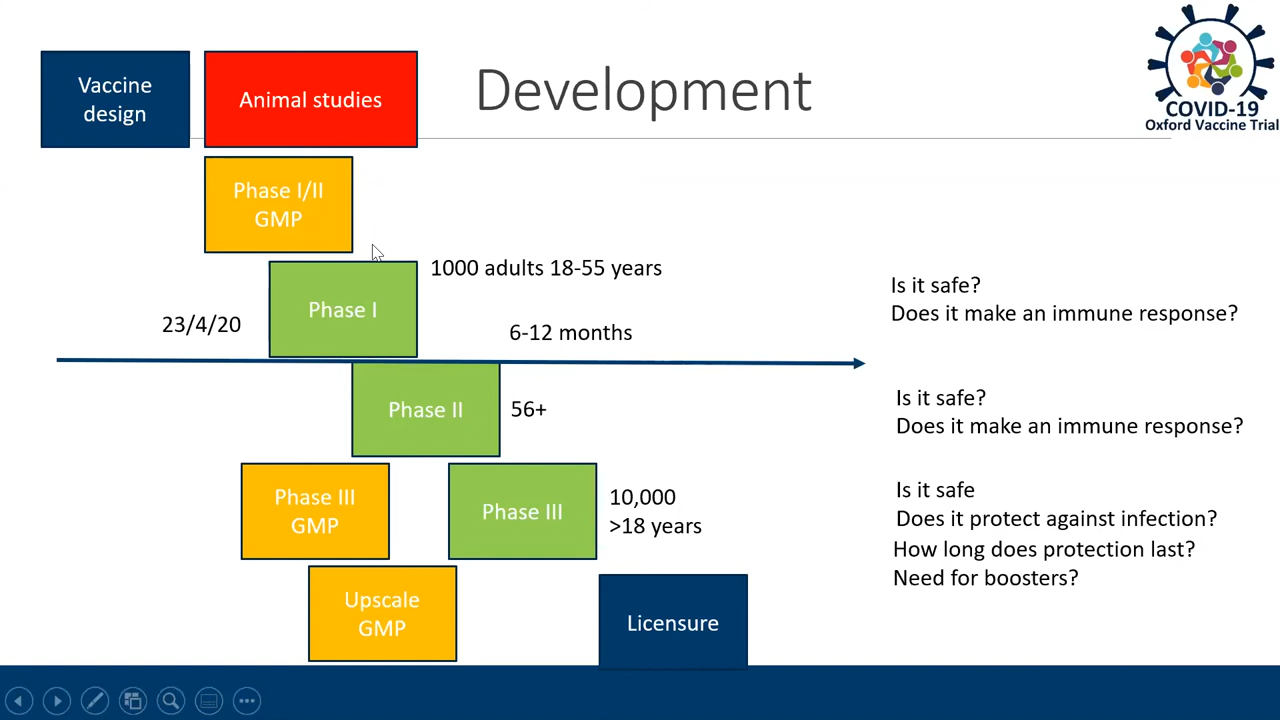 Vaccine
design
Animal studies
Development
COVID-19
Oxford Vaccine Trial
Phase I/II
GMP
1000 adults 18-55 years
Phase I
23/4/20
6-12 months
Is it safe?
Does it make an immune response?
Phase II
56+
Is it safe?
Does it make an immune response?
Phase III
GMP
Phase III
10,000
>18 years
Is it safe
Does it protect against infection?
How long does protection last?
Need for boosters?
Upscale
GMP
Licensure